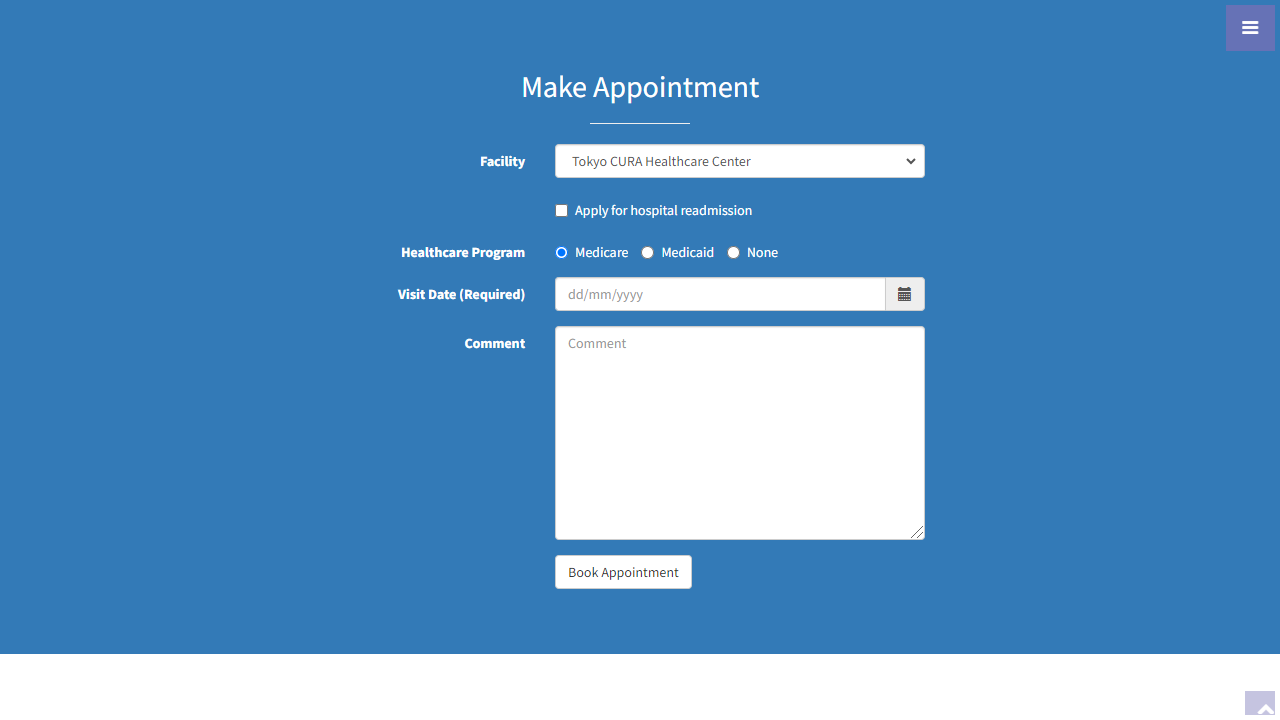 Make Appointment
Facility
Tokyo CURA Healthcare Center
Apply for hospital readmission
Healthcare Program
Medicare Medicaid None
Visit Date (Required)
dd/mm/yyyy
Comment
Comment
Book Appointment